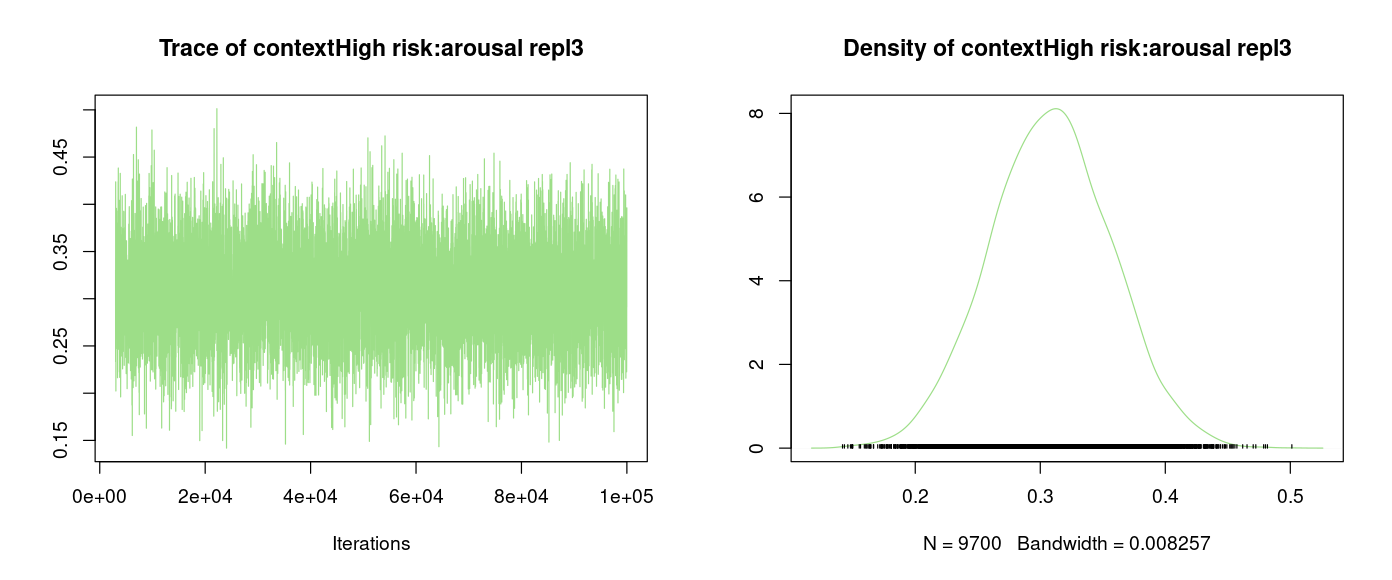 Trace of contextHigh risk:arousal repl3
0.45
0.35
0.25
0.15
0e+00 2e+04 4e+04 6e+04 8e+04 1e+05
Iterations
Density of contextHigh risk:arousal repl3
8
6
4
2
0
0.2 0.3 0.4 0.5
N = 9700 Bandwidth = 0.008257